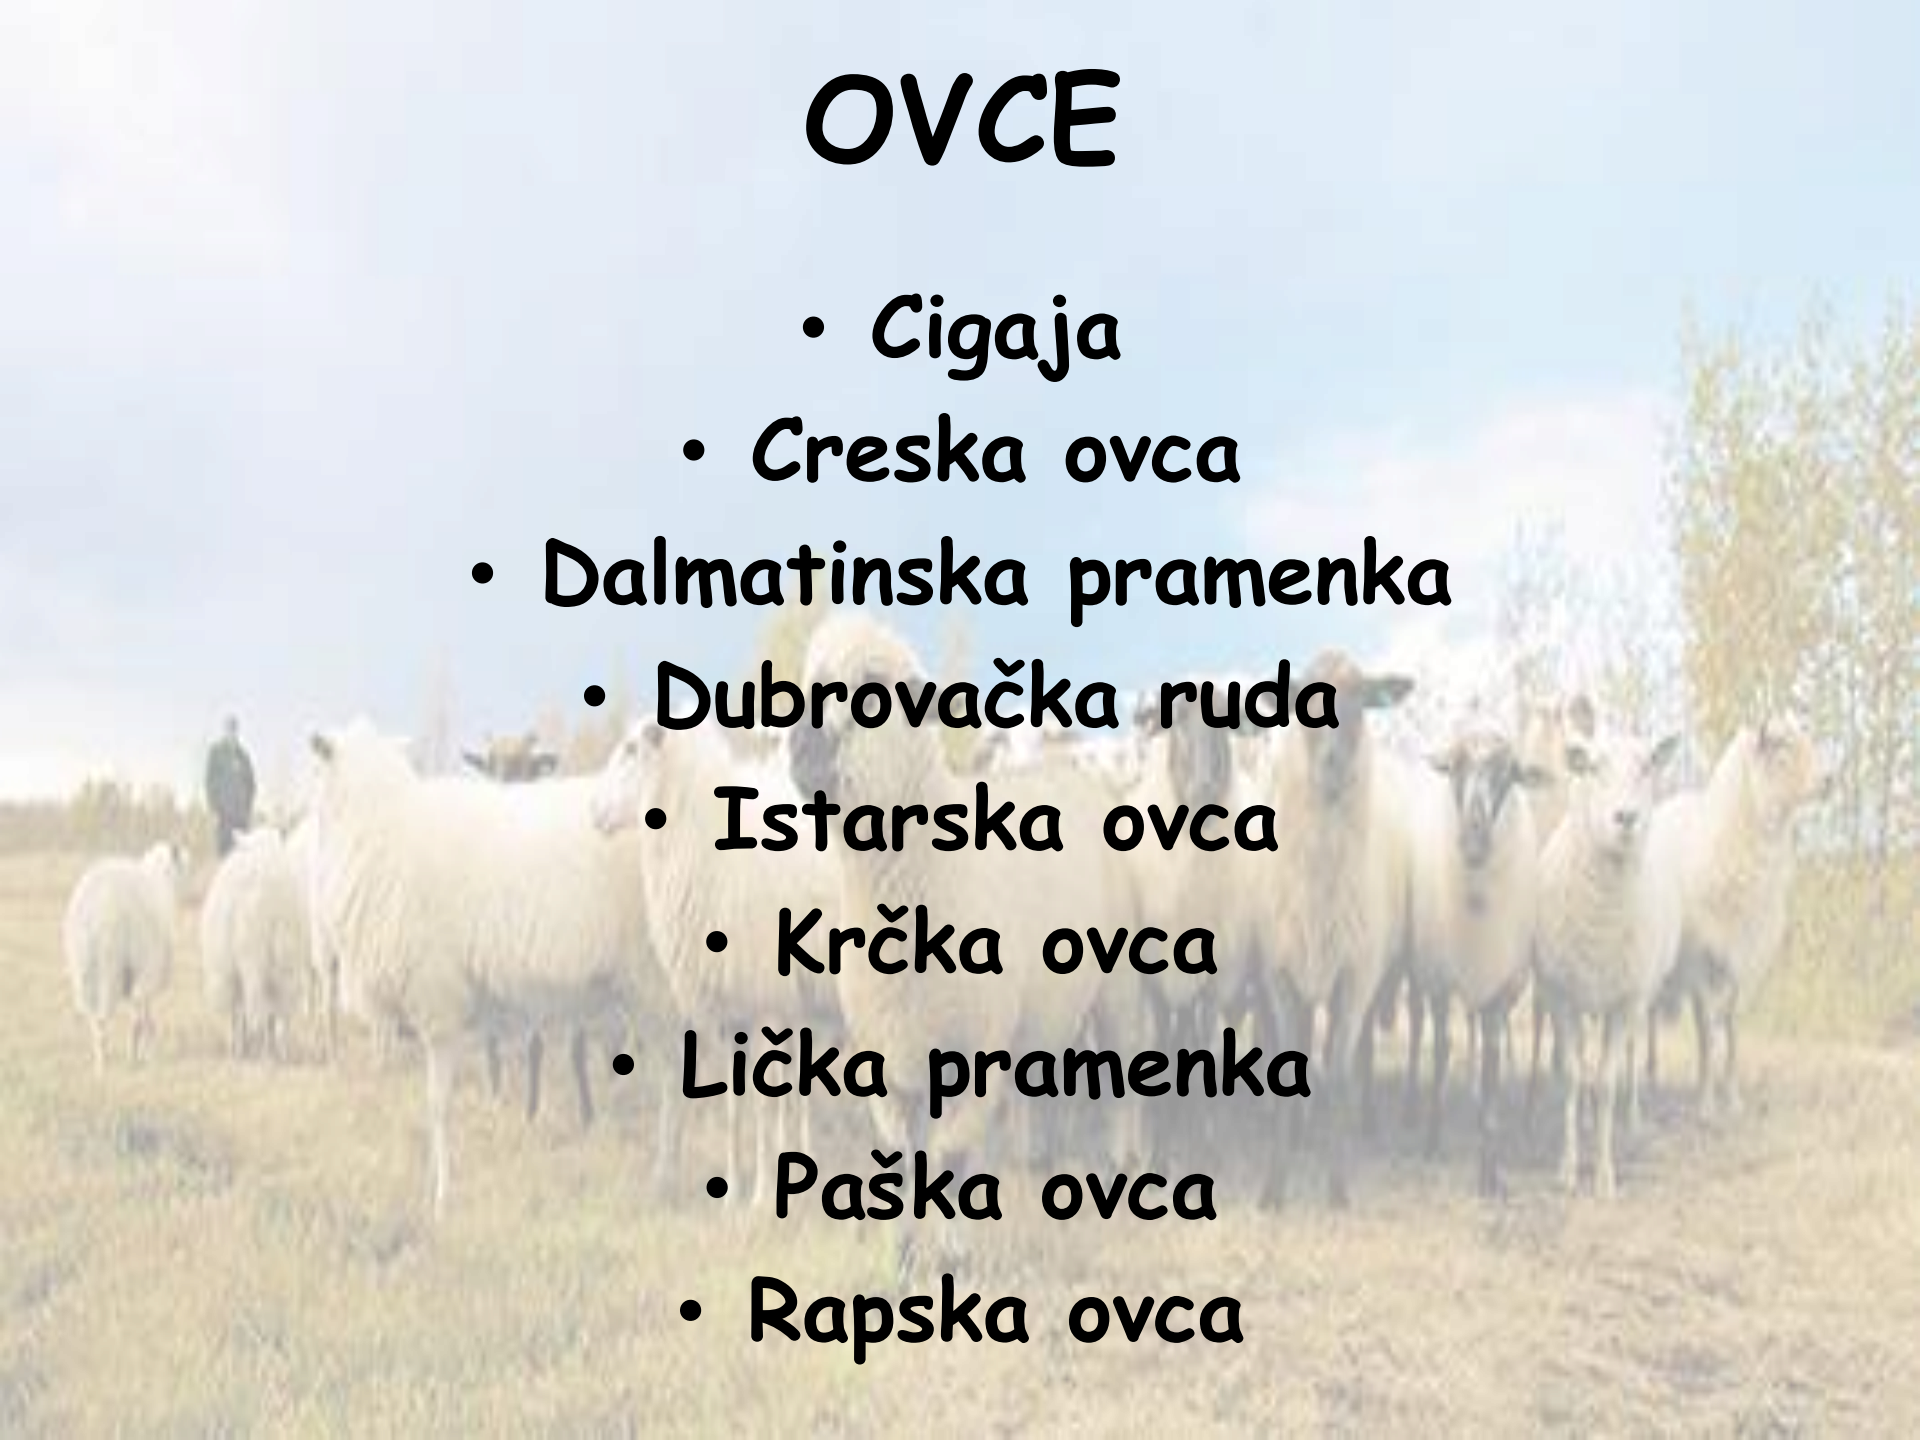 OVCE
• Cigaja
• Creska ovca
• Dalmatinska pramenka
• Dubrovačka ruda
• Istarska ovca
• Krčka ovca
• Lička pramenka
• Paška ovca
• Rapska ovca